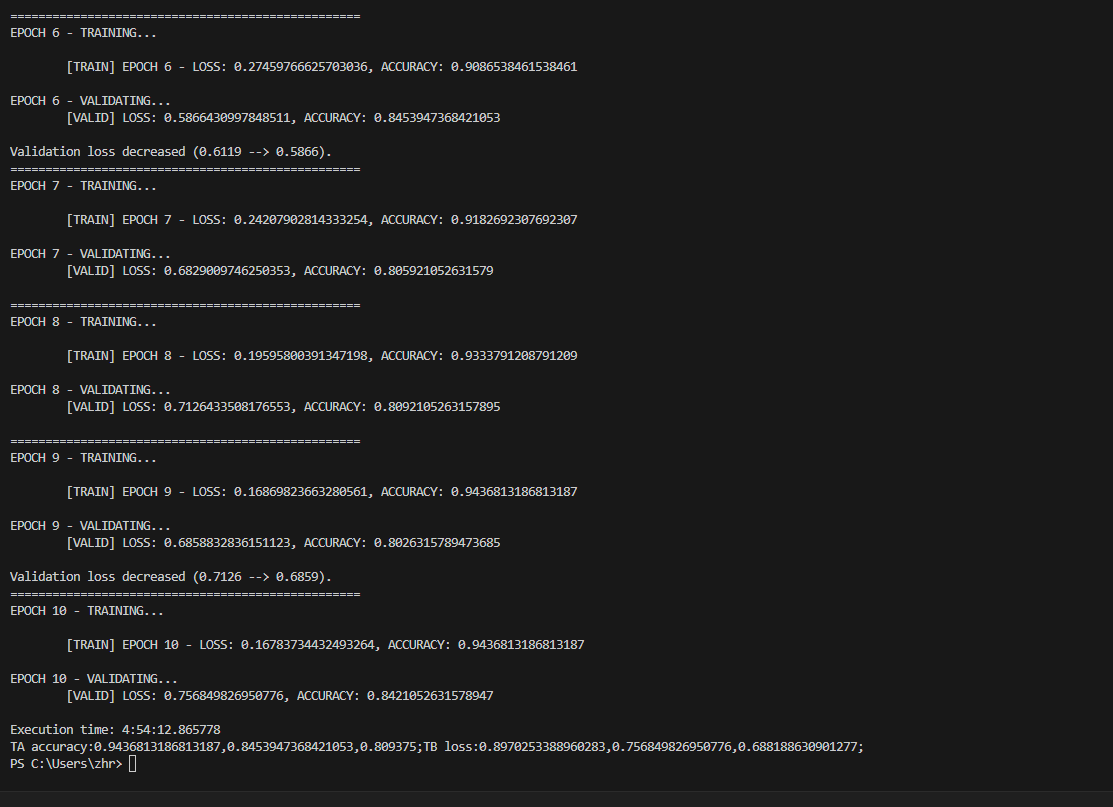 ==================================================
EPOCH 6 - TRAINING...
[TRAIN] EPOCH 6 - LOSS: 0.27459766625703036, ACCURACY: 0.9086538461538461
EPOCH 6 - VALIDATING...
[VALID] LOSS: 0.5866430997848511, ACCURACY: 0.8453947368421053
Validation loss decreased (0.6119 --> 0.5866).
==================================================
EPOCH 7 - TRAINING...
[TRAIN] EPOCH 7 - LOSS: 0.24207902814333254, ACCURACY: 0.9182692307692307
EPOCH 7 - VALIDATING...
[VALID] LOSS: 0.6829009746250353, ACCURACY: 0.805921052631579
==================================================
EPOCH 8 - TRAINING...
[TRAIN] EPOCH 8 - LOSS: 0.19595800391347198, ACCURACY: 0.9333791208791209
EPOCH 8 - VALIDATING...
[VALID] LOSS: 0.7126433508176553, ACCURACY: 0.8092105263157895
==================================================
EPOCH 9 - TRAINING...
[TRAIN] EPOCH 9 - LOSS: 0.16869823663280561, ACCURACY: 0.9436813186813187
EPOCH 9 - VALIDATING...
[VALID] LOSS: 0.6858832836151123, ACCURACY: 0.8026315789473685
Validation loss decreased (0.7126 --> 0.6859).
==================================================
EPOCH 10 - TRAINING...
[TRAIN] EPOCH 10 - LOSS: 0.16783734432493264, ACCURACY: 0.9436813186813187
EPOCH 10 - VALIDATING...
[VALID] LOSS: 0.756849826950776, ACCURACY: 0.8421052631578947
Execution time: 4:54:12.865778
TA accuracy:0.9436813186813187,0.8453947368421053,0.809375;TB loss:0.8970253388960283,0.756849826950776,0.688188630901277;
PS C:\Users\zhr>